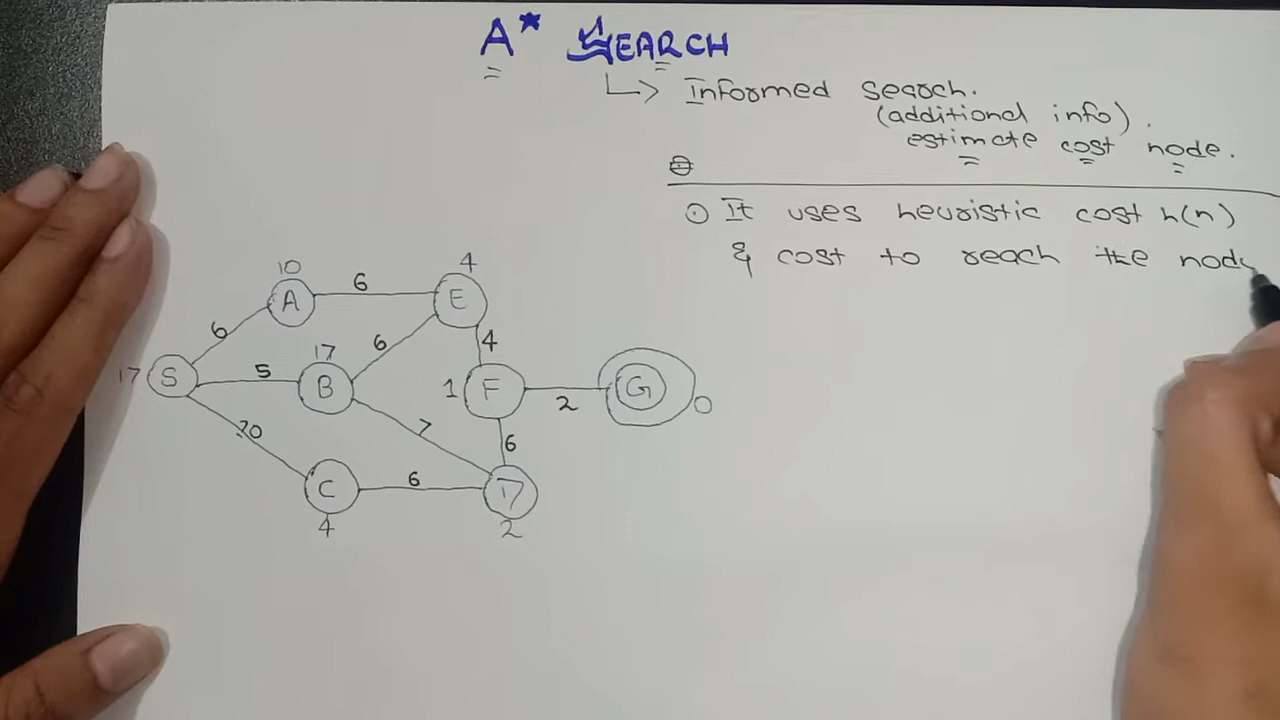 A* SEARCH
Informed search.
(additional info).
estimate cost node.
It uses heuristic cost h(n)
& cost to reach the node
10
4
A
6
E
6
17
6
4
17
S
5
B
1
F
2
G
0
7
6
C
6
4
2